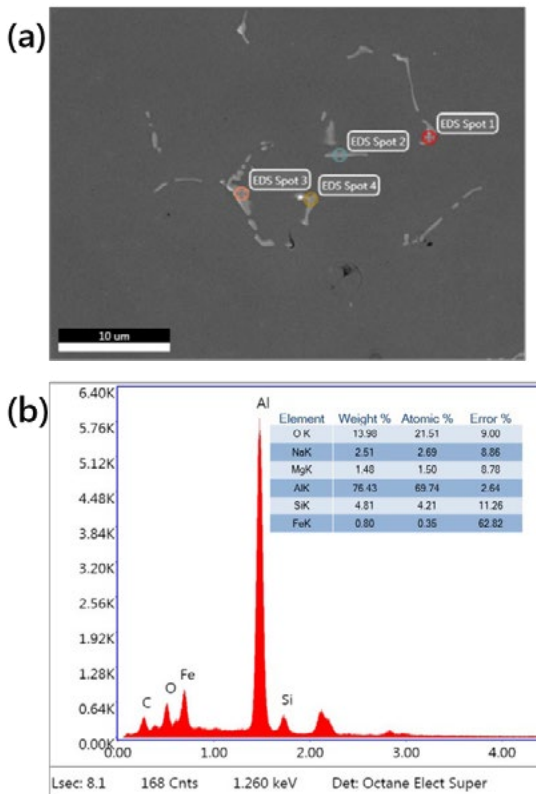 (a)
EDS Spot 1
EDS Spot 2
EDS Spot 3
EDS Spot 4
10 um
(b)
6.40K
5.76K
5.12K
4.48K
3.84K
3.20K
2.56K
1.92K
1.28K
0.64K
0.00K
Al
C
O
Fe
Si
Element Weight % Atomic % Error %
O K 13.98 21.51 9.00
NaK 2.51 2.69 8.86
MgK 1.48 1.50 8.78
AlK 76.43 69.74 2.64
SiK 4.81 4.21 11.26
FeK 0.80 0.35 62.82
0.00 1.00 2.00 3.00 4.00
Lsec: 8.1 168 Cnts 1.260 keV Det: Octane Elect Super